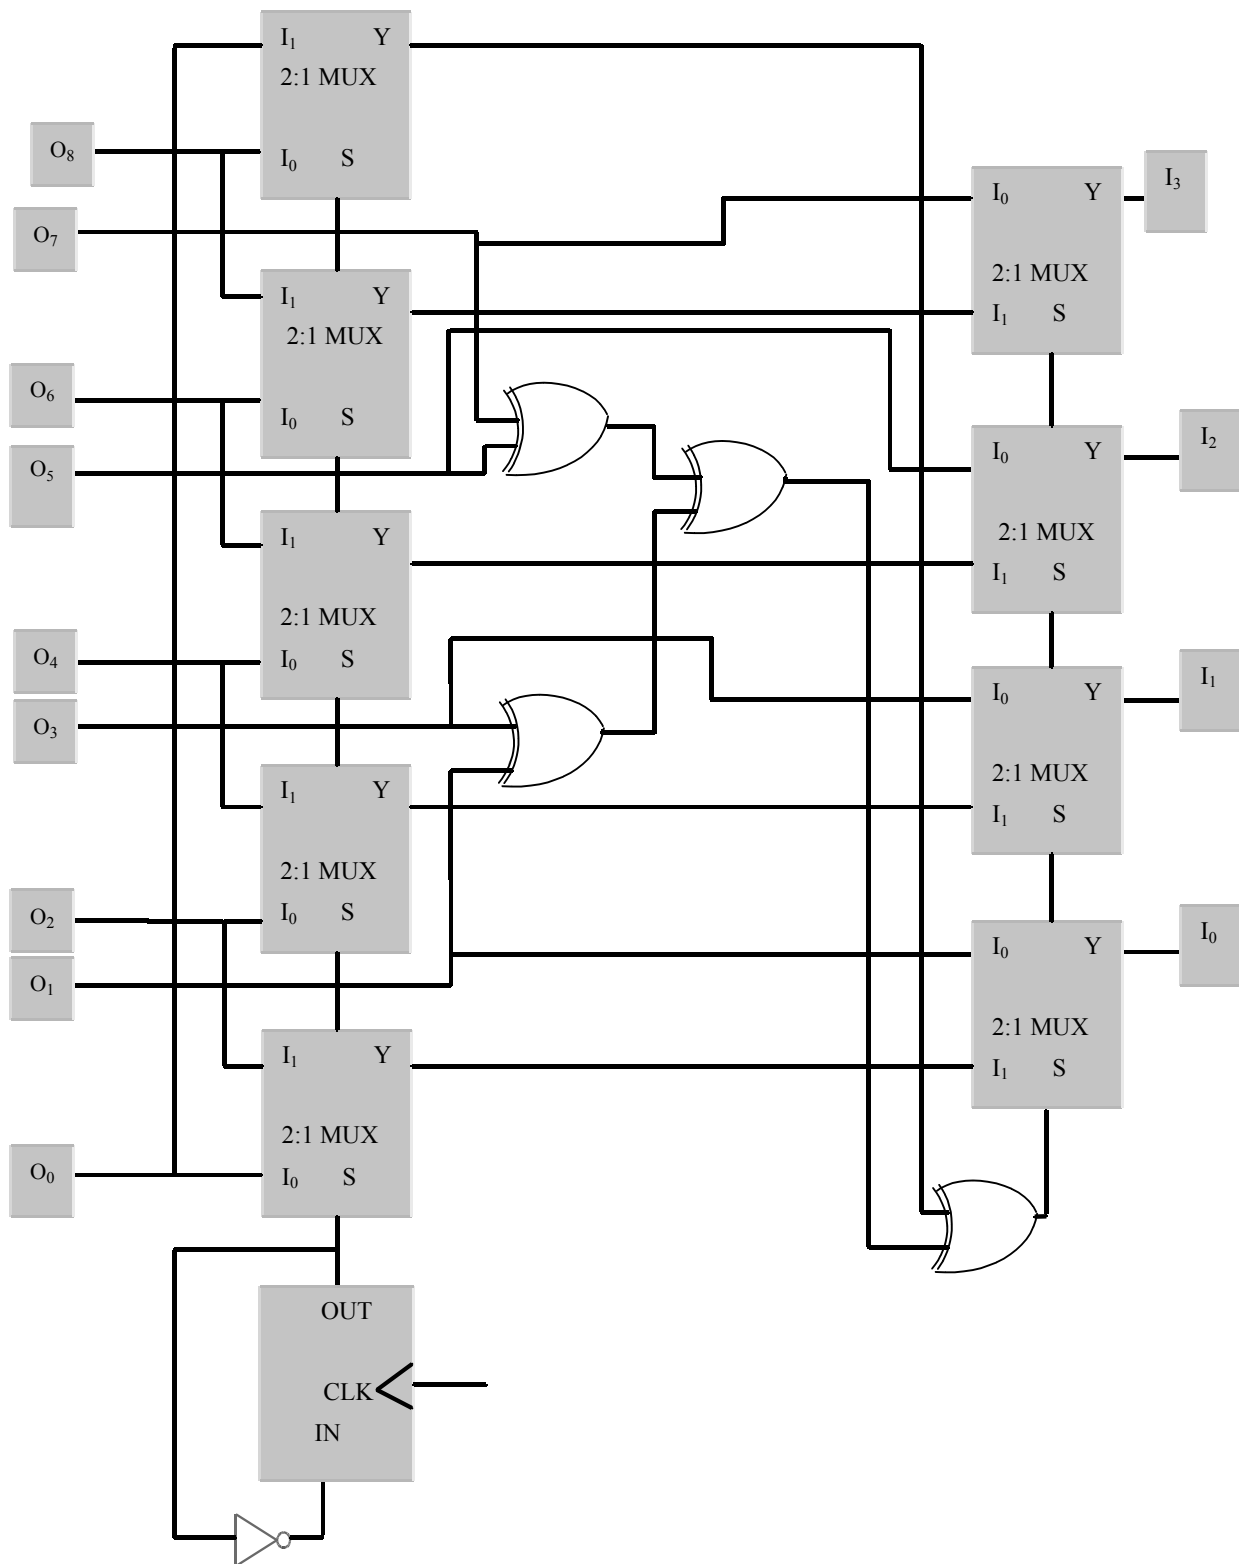 I₁ Y
2:1 MUX
I₀ S
O₈
O₇
I₀ Y
I₃
2:1 MUX
I₁ S
I₁ Y
2:1 MUX
I₀ S
O₆
O₅
I₀ Y
I₂
2:1 MUX
I₁ S
I₁ Y
2:1 MUX
I₀ S
O₄
O₃
I₀ Y
I₁
2:1 MUX
I₁ S
I₁ Y
2:1 MUX
I₀ S
O₂
O₁
I₀ Y
I₀
2:1 MUX
I₁ S
I₁ Y
2:1 MUX
I₀ S
O₀
OUT
CLK
IN